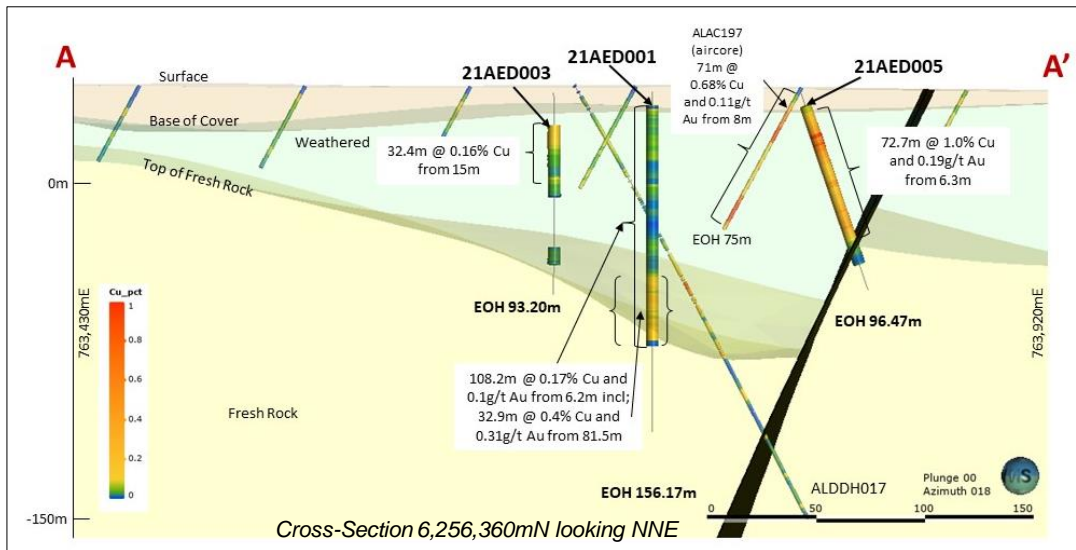 A
A'
ALAC197
(aircore)
71m @
0.68% Cu
and 0.11g/t
Au from 8m
21AED001
21AED003
21AED005
Surface
Base of Cover
Weathered
32.4m @ 0.16% Cu
from 15m
72.7m @ 1.0% Cu
and 0.19g/t Au
from 6.3m
0m
Top of Fresh Rock
EOH 75m
Cu_pct
1
0.8
0.6
0.4
0.2
0
763,430mE
763,920mE
EOH 93.20m
EOH 96.47m
108.2m @ 0.17% Cu and
0.1g/t Au from 6.2m incl;
32.9m @ 0.4% Cu and
0.31g/t Au from 81.5m
Fresh Rock
EOH 156.17m
ALDDH017
Plunge 00
Azimuth 018
0
50
100
150
-150m
Cross-Section 6,256,360mN looking NNE